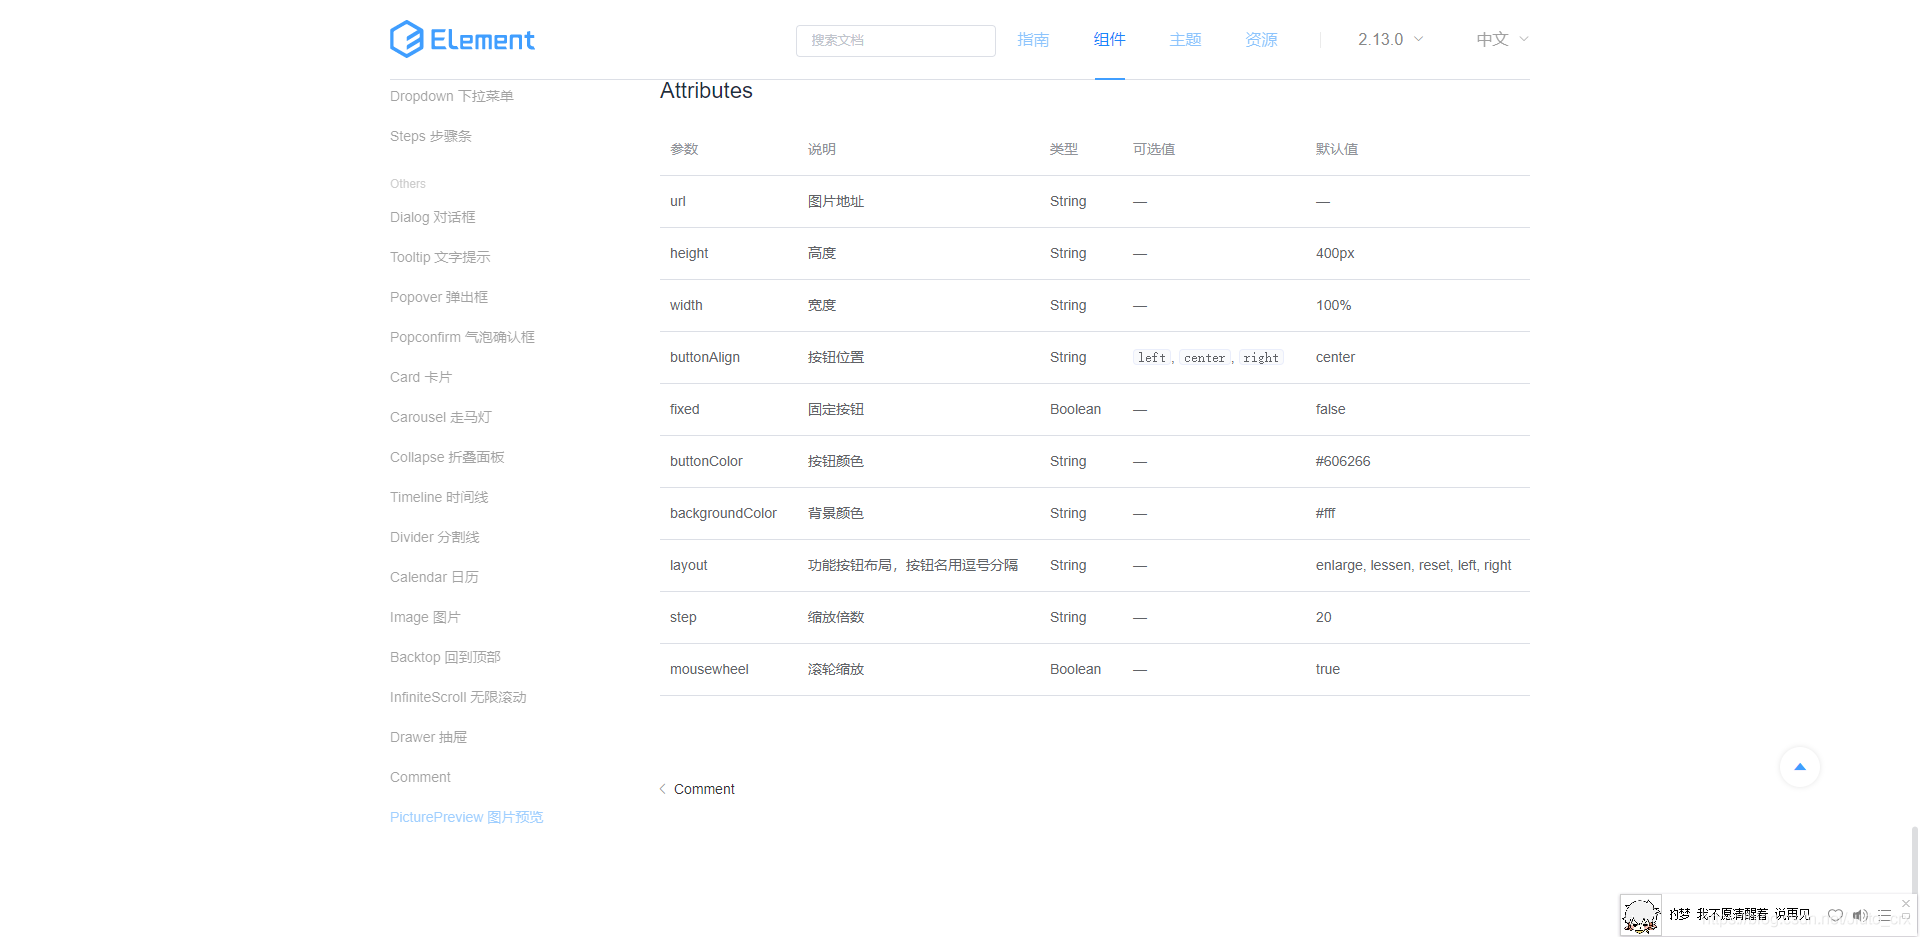 Element
搜索文档
指南
组件
主题
资源
2.13.0
中文
Dropdown 下拉菜单
Steps 步骤条
Others
Dialog 对话框
Tooltip 文字提示
Popover 弹出框
Popconfirm 气泡确认框
Card 卡片
Carousel 走马灯
Collapse 折叠面板
Timeline 时间线
Divider 分割线
Calendar 日历
Image 图片
Backtop 回到顶部
InfiniteScroll 无限滚动
Drawer 抽屉
Comment
PicturePreview 图片预览
Attributes
参数 说明 类型 可选值 默认值
url 图片地址 String — —
height 高度 String — 400px
width 宽度 String — 100%
buttonAlign 按钮位置 String left, center, right center
fixed 固定按钮 Boolean — false
buttonColor 按钮颜色 String — #606266
backgroundColor 背景颜色 String — #fff
layout 功能按钮布局，按钮名用逗号分隔 String — enlarge, lessen, reset, left, right
step 缩放倍数 String — 20
mousewheel 滚轮缩放 Boolean — true
Comment
的梦 我不愿清醒着 说再见